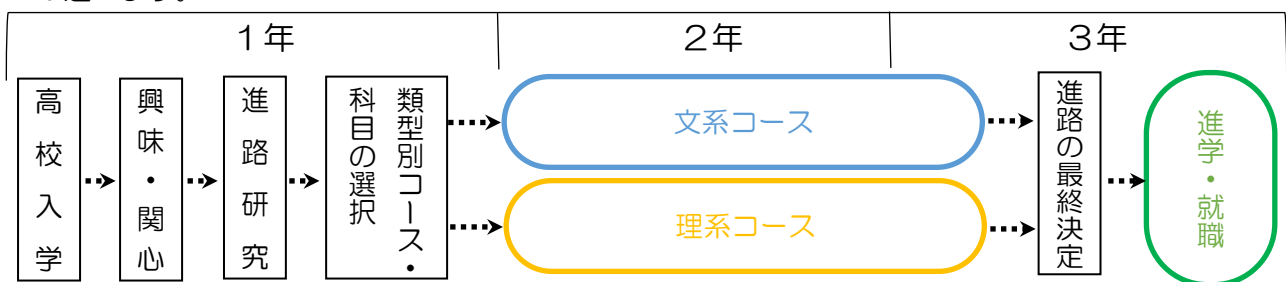 １年
２年
３年
高校入学
興味・関心
進路研究
類型別コース・
科目の選択
文系コース
理系コース
進路の最終決定
進学・就職